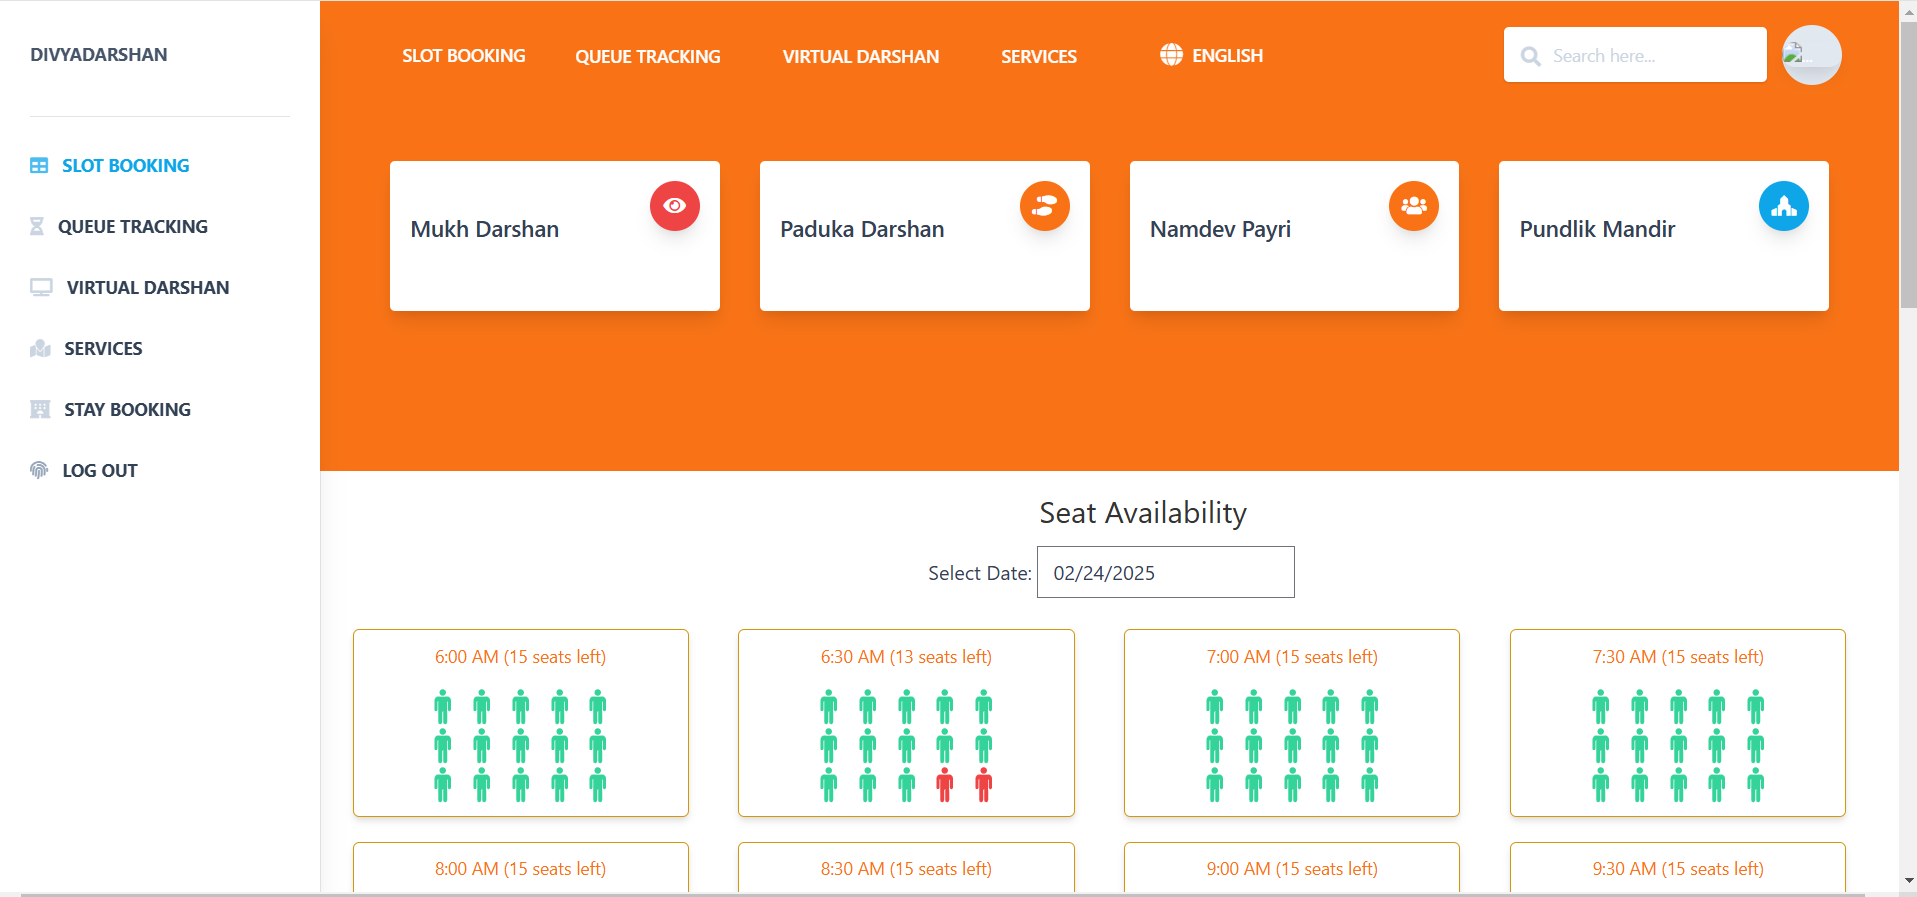 DIVYADARSHAN
SLOT BOOKING
QUEUE TRACKING
VIRTUAL DARSHAN
SERVICES
STAY BOOKING
LOG OUT
SLOT BOOKING QUEUE TRACKING VIRTUAL DARSHAN SERVICES ENGLISH Search here... ...
Mukh Darshan Paduka Darshan Namdev Payri Pundlik Mandir
Seat Availability
Select Date: 02/24/2025
6:00 AM (15 seats left) 6:30 AM (13 seats left) 7:00 AM (15 seats left) 7:30 AM (15 seats left)
8:00 AM (15 seats left) 8:30 AM (15 seats left) 9:00 AM (15 seats left) 9:30 AM (15 seats left)